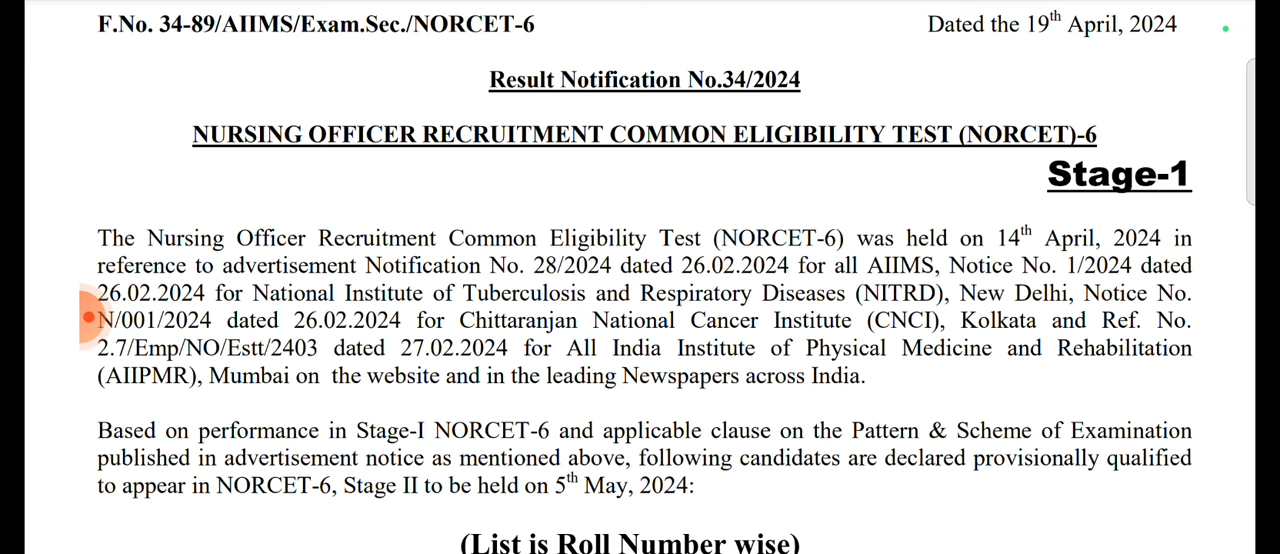 F.No. 34-89/AIIMS/Exam.Sec./NORCET-6 Dated the 19th April, 2024
Result Notification No.34/2024
NURSING OFFICER RECRUITMENT COMMON ELIGIBILITY TEST (NORCET)-6
Stage-1
The Nursing Officer Recruitment Common Eligibility Test (NORCET-6) was held on 14th April, 2024 in
reference to advertisement Notification No. 28/2024 dated 26.02.2024 for all AIIMS, Notice No. 1/2024 dated
26.02.2024 for National Institute of Tuberculosis and Respiratory Diseases (NITRD), New Delhi, Notice No.
N/001/2024 dated 26.02.2024 for Chittaranjan National Cancer Institute (CNCI), Kolkata and Ref. No.
2.7/Emp/NO/Estt/2403 dated 27.02.2024 for All India Institute of Physical Medicine and Rehabilitation
(AIIPMR), Mumbai on the website and in the leading Newspapers across India.
Based on performance in Stage-I NORCET-6 and applicable clause on the Pattern & Scheme of Examination
published in advertisement notice as mentioned above, following candidates are declared provisionally qualified
to appear in NORCET-6, Stage II to be held on 5th May, 2024:
(List is Roll Number wise)